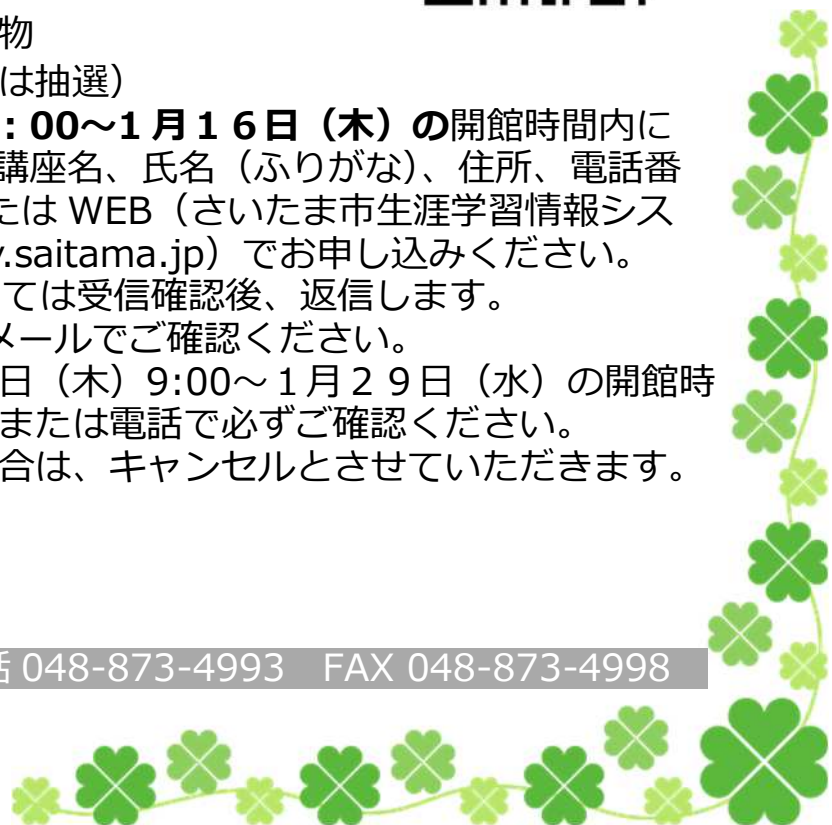 物
は抽選）
：00～1月１６日（木）の開館時間内に
講座名、氏名（ふりがな）、住所、電話番
たは WEB（さいたま市生涯学習情報シス
.saitama.jp）でお申し込みください。
ては受信確認後、返信します。
メールでご確認ください。
日（木）9:00～１月２９日（水）の開館時
または電話で必ずご確認ください。
合は、キャンセルとさせていただきます。
話 048-873-4993　FAX 048-873-4998